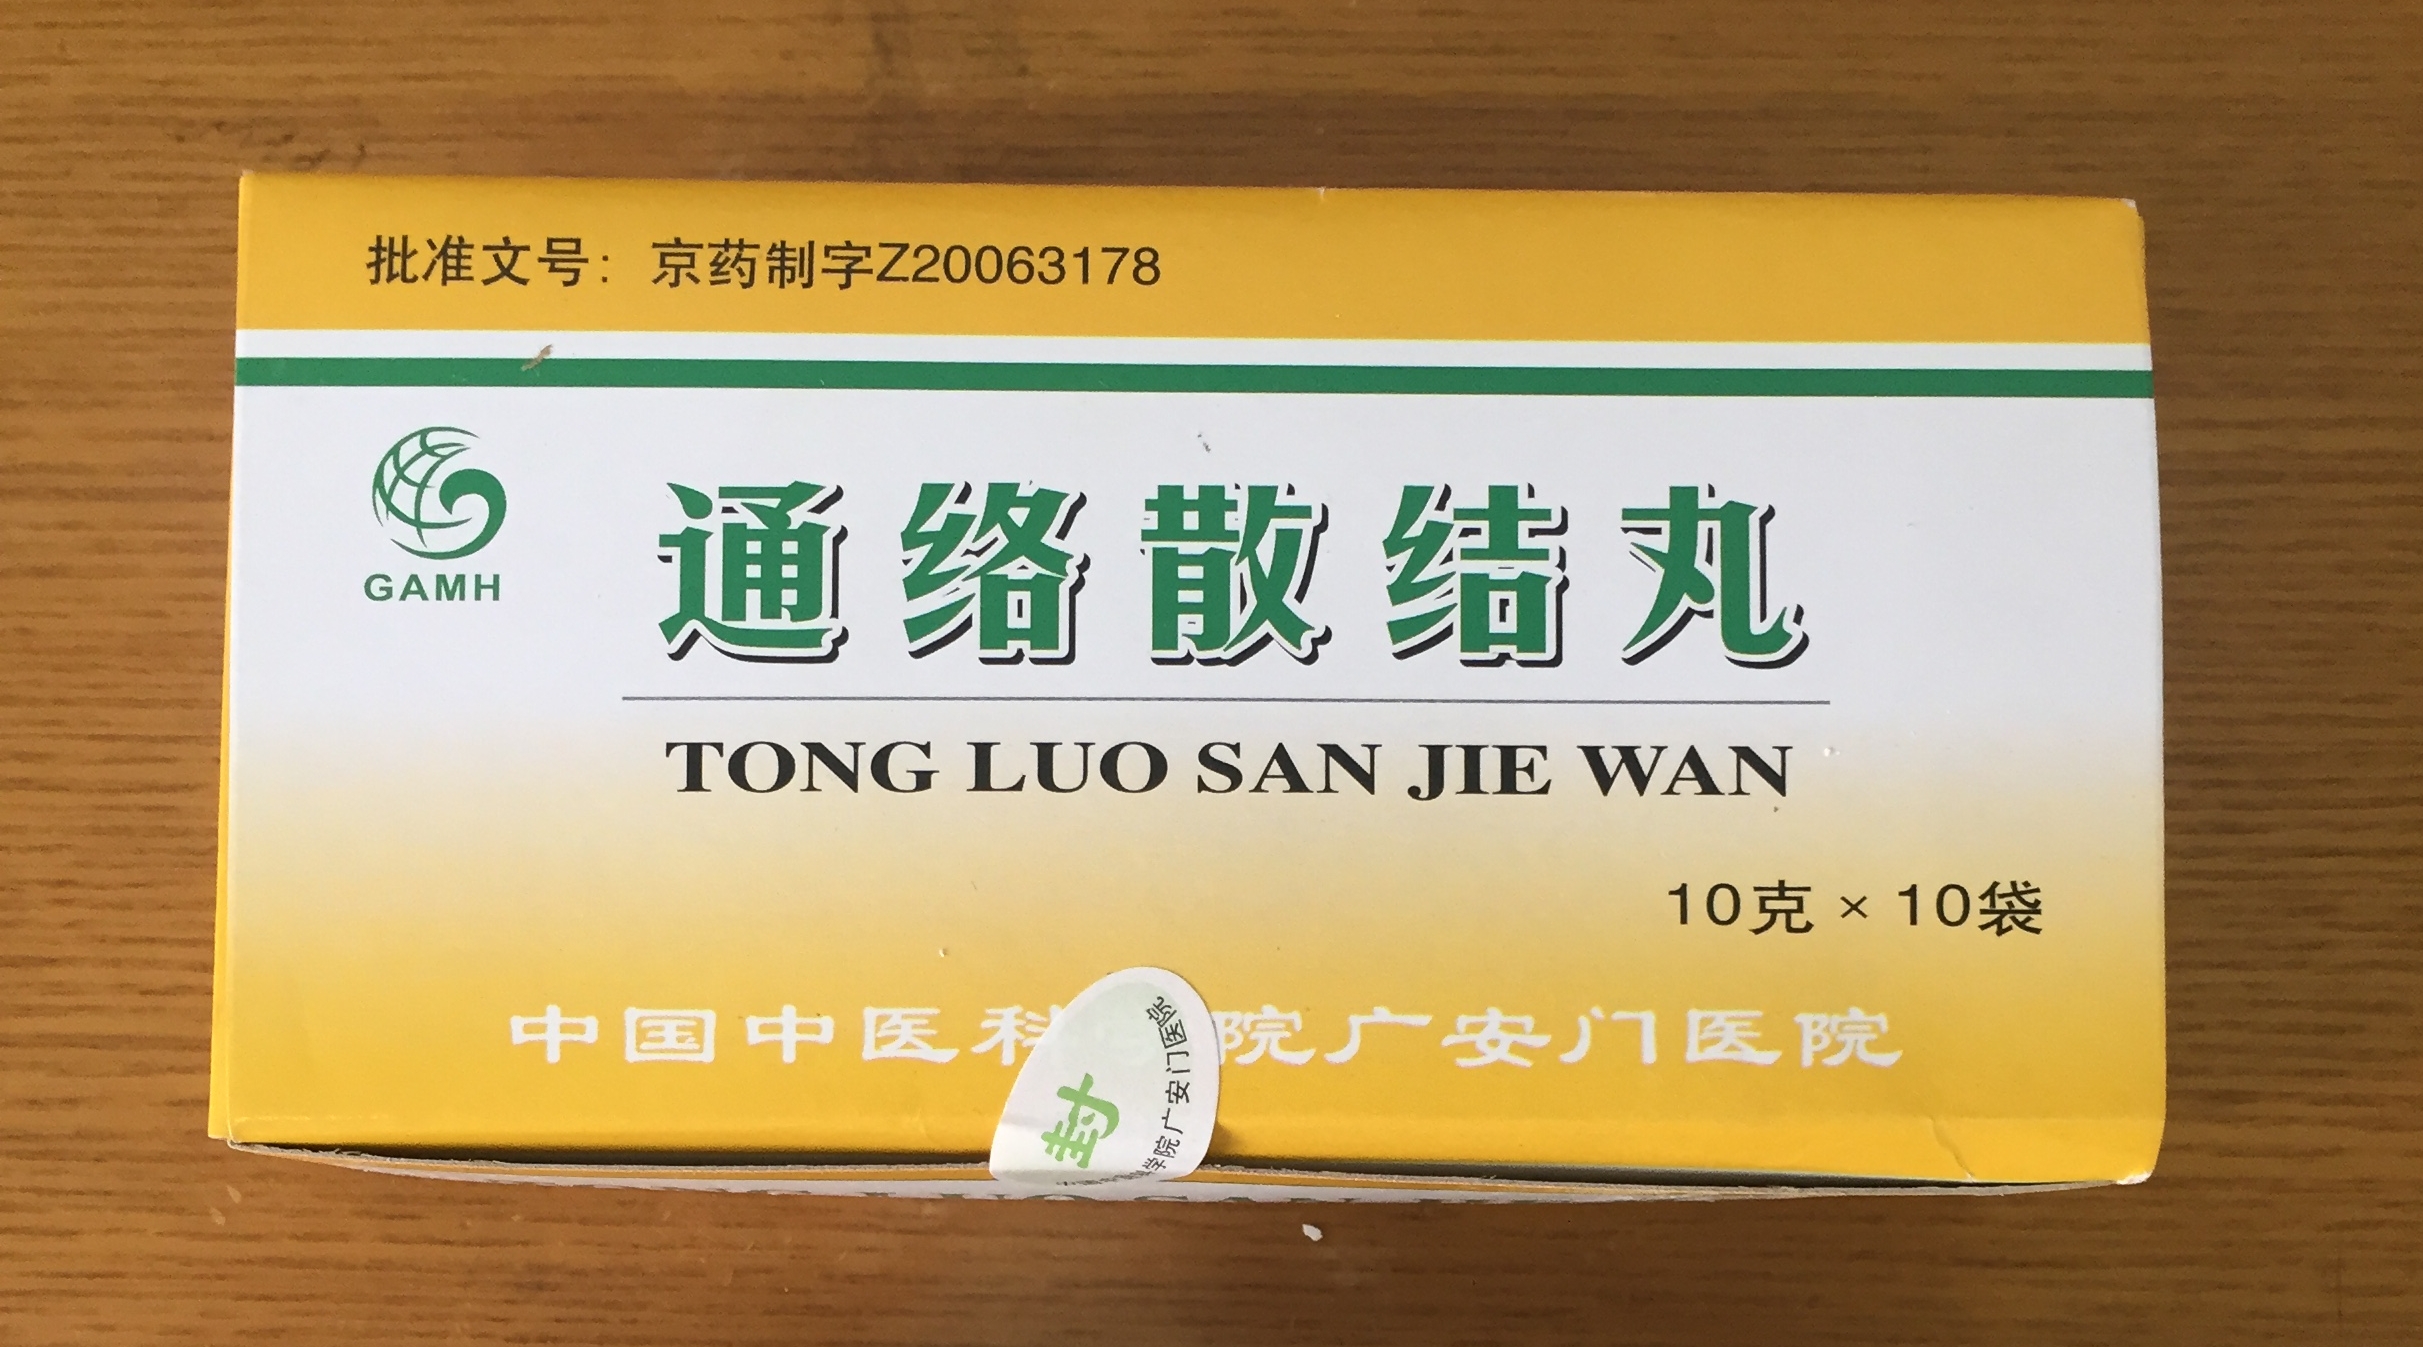 批准文号：京药制字Z20063178
GAMH
通络散结丸
TONG LUO SAN JIE WAN
10克×10袋
中国中医科 院广安门医院
封
学院广安门医院